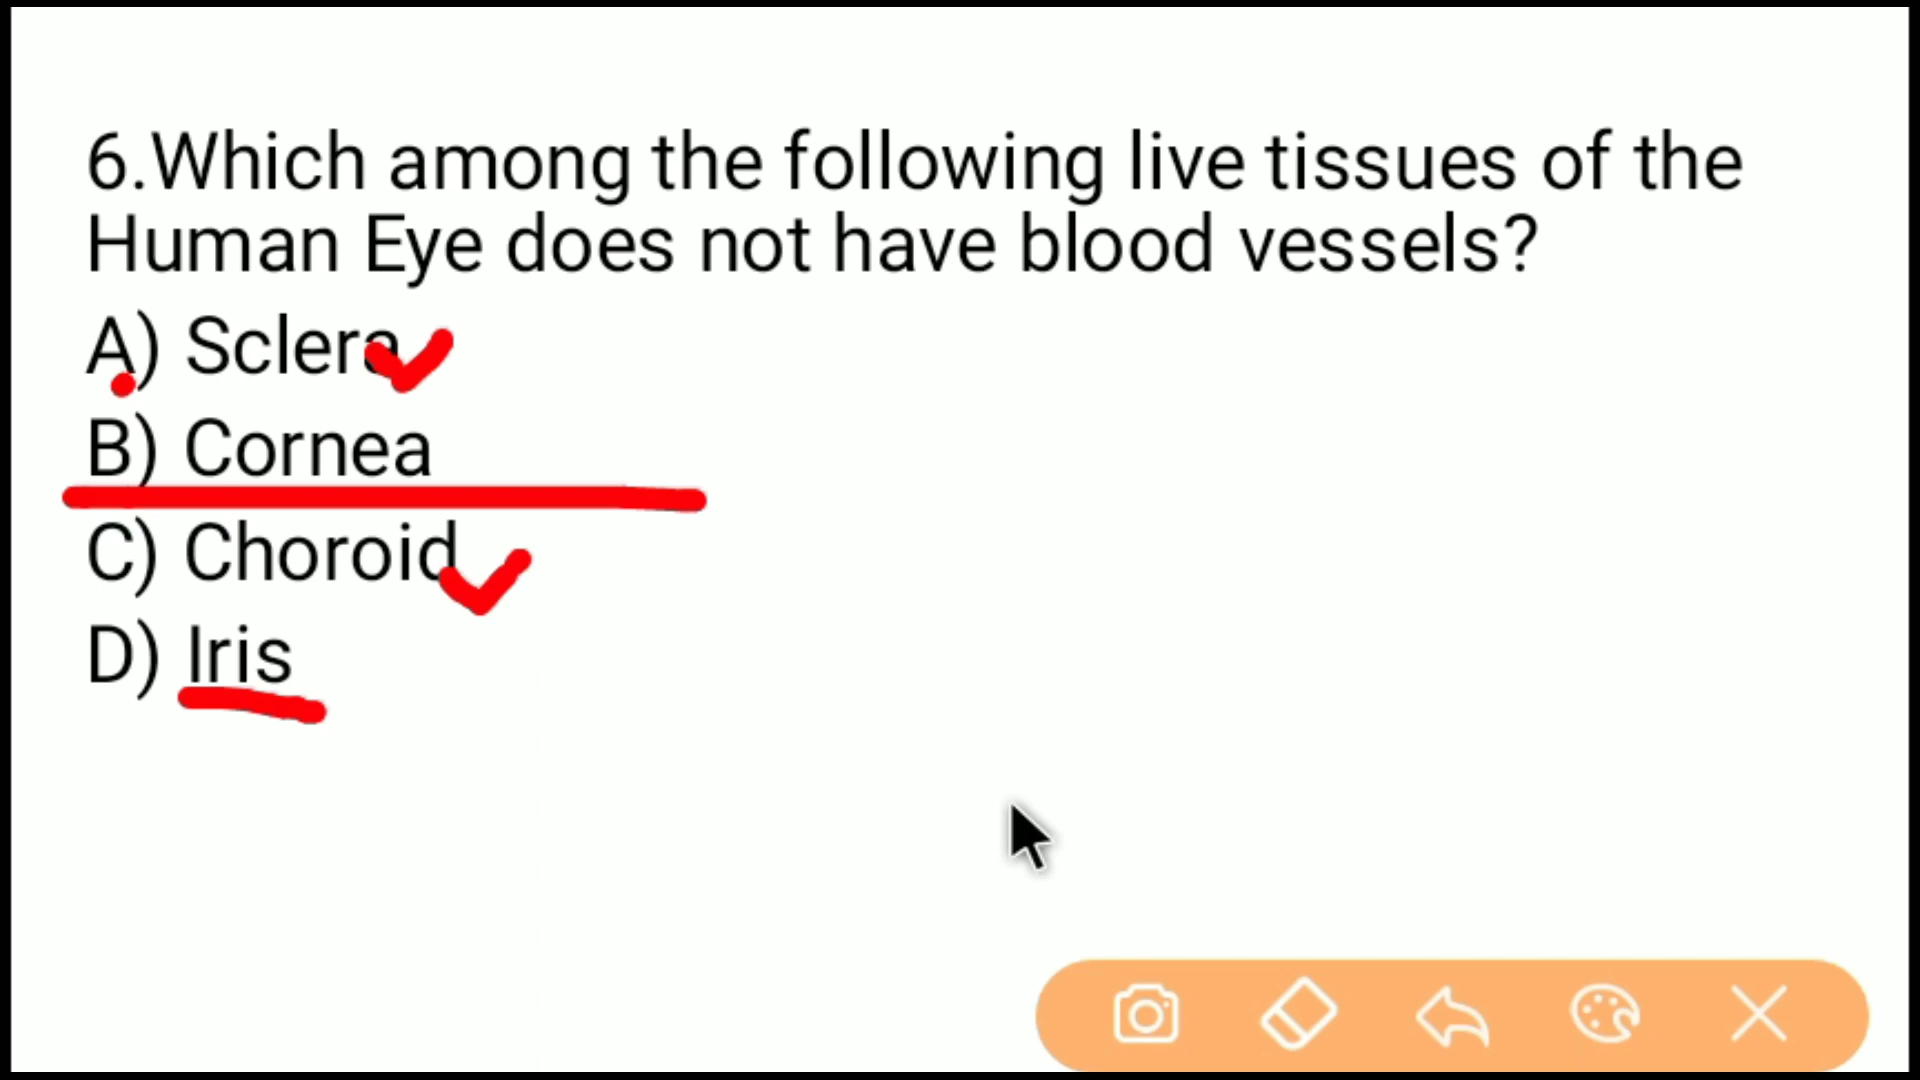 6.Which among the following live tissues of the
Human Eye does not have blood vessels?
A) Sclera
B) Cornea
C) Choroid
D) Iris